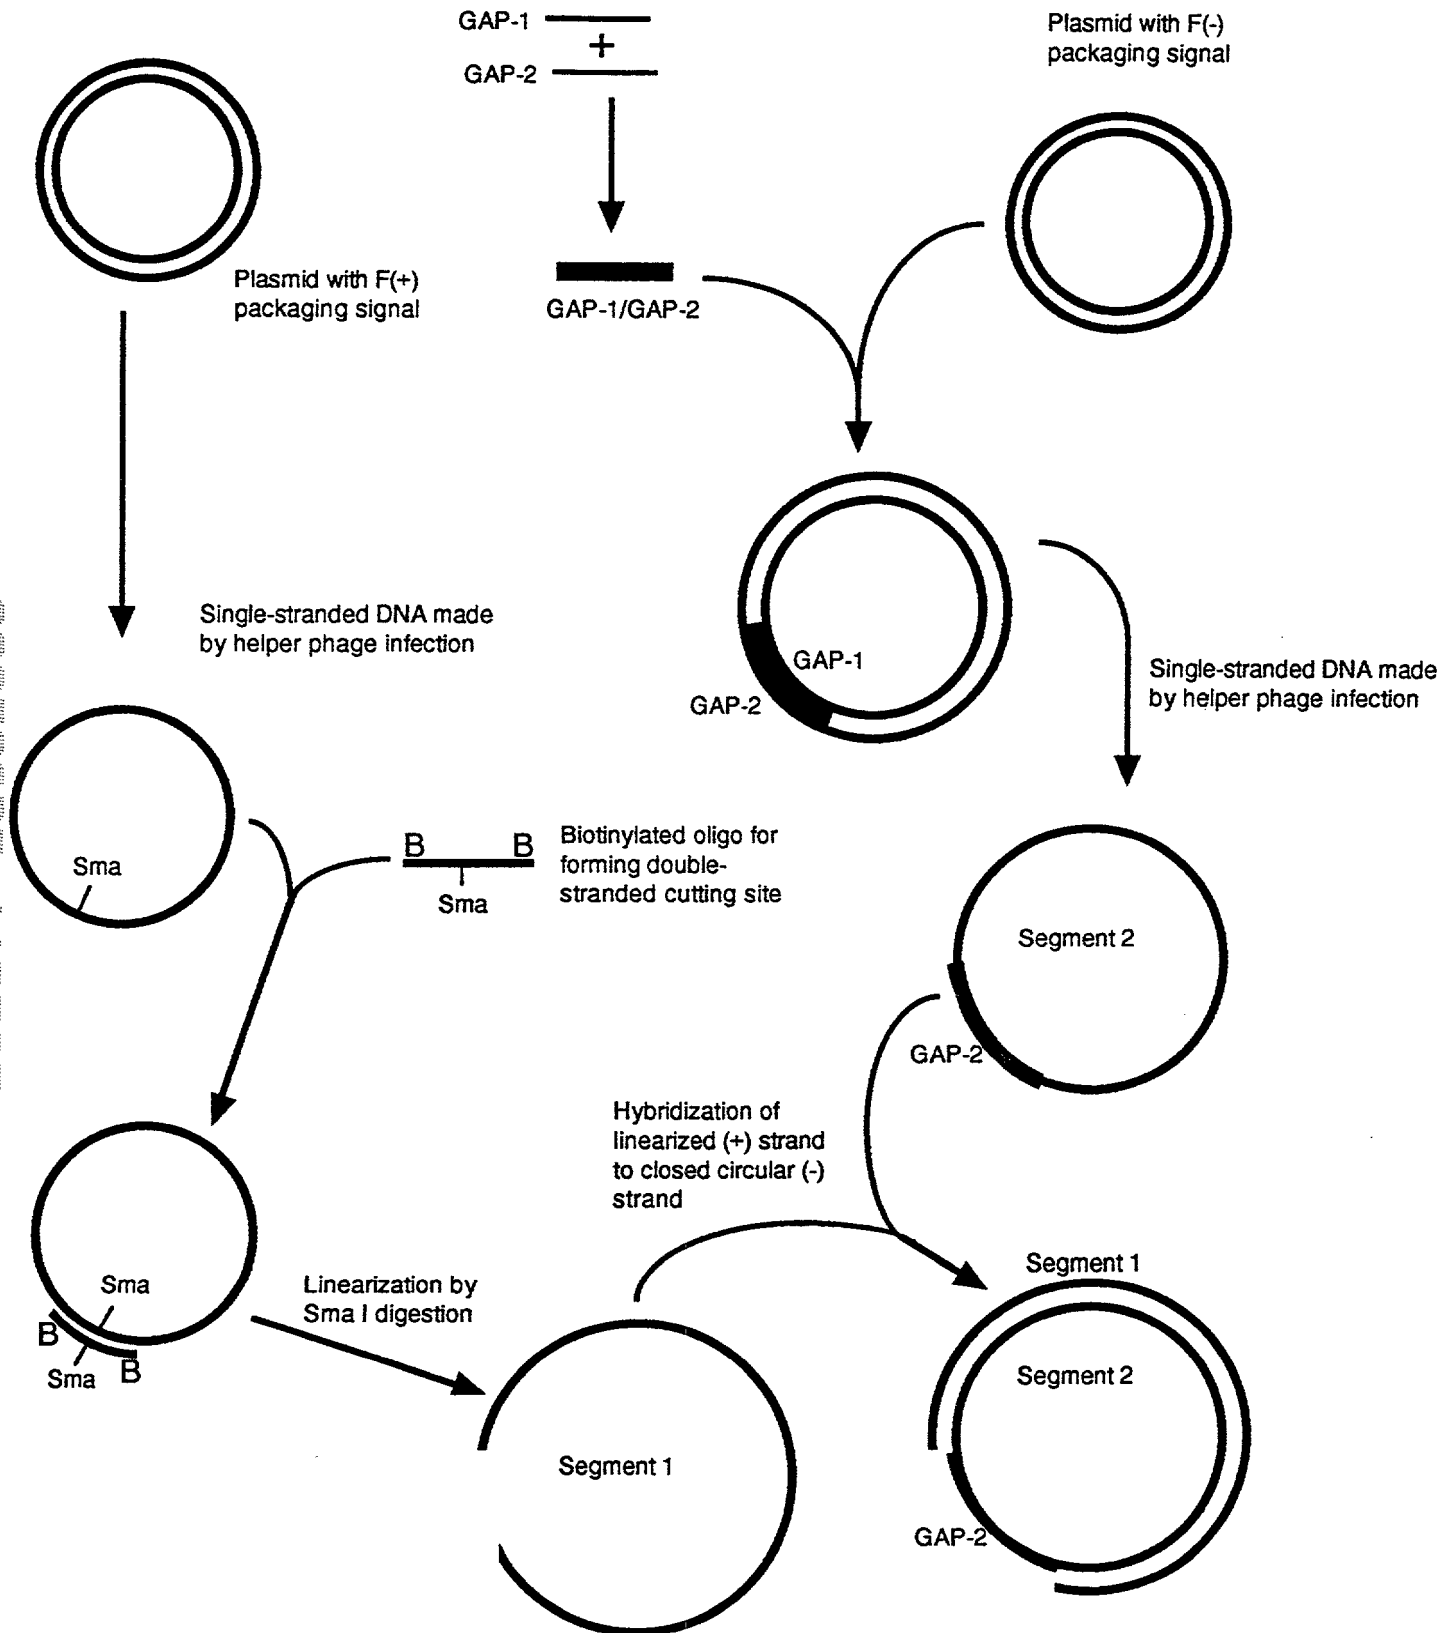 GAP-1
+
GAP-2
Plasmid with F(-)
packaging signal
Plasmid with F(+)
packaging signal
GAP-1/GAP-2
Single-stranded DNA made
by helper phage infection
GAP-1
GAP-2
Single-stranded DNA made
by helper phage infection
Sma
B B
Sma
Biotinylated oligo for
forming double-
stranded cutting site
Segment 2
GAP-2
Hybridization of
linearized (+) strand
to closed circular (-)
strand
Sma
B
Sma
B
Linearization by
Sma I digestion
Segment 1
Segment 1
Segment 2
GAP-2